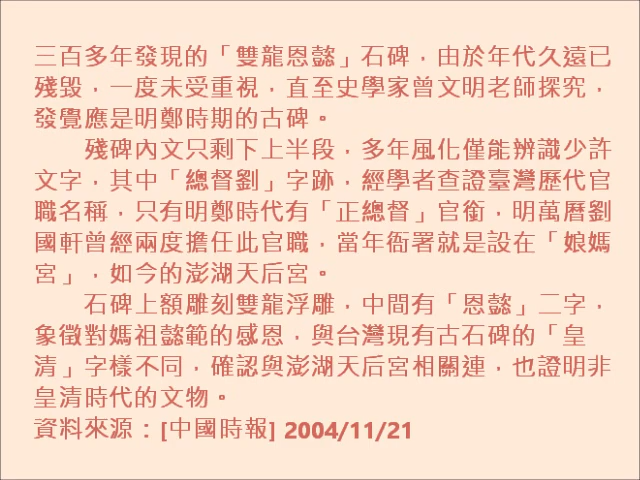 三百多年發現的「雙龍恩懿」石碑，由於年代久遠已
殘毀，一度未受重視，直至史學家曾文明老師探究，
發覺應是明鄭時期的古碑。
殘碑內文只剩下上半段，多年風化僅能辨識少許
文字，其中「總督劉」字跡，經學者查證臺灣歷代官
職名稱，只有明鄭時代有「正總督」官銜，明萬曆劉
國軒曾經兩度擔任此官職，當年衙署就是設在「娘媽
宮」，如今的澎湖天后宮。
石碑上額雕刻雙龍浮雕，中間有「恩懿」二字，
象徵對媽祖懿範的感恩，與台灣現有古石碑的「皇
清」字樣不同，確認與澎湖天后宮相關連，也證明非
皇清時代的文物。
資料來源：[中國時報] 2004/11/21